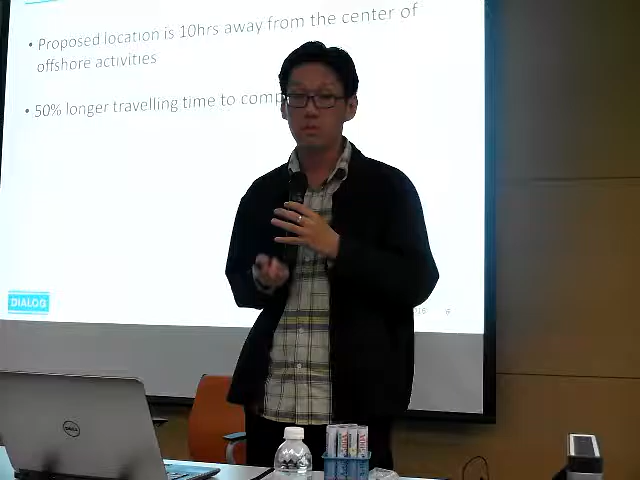 • Proposed location is 10hrs away from the center of
offshore activities
• 50% longer travelling time to comp
DIALOG
DELL